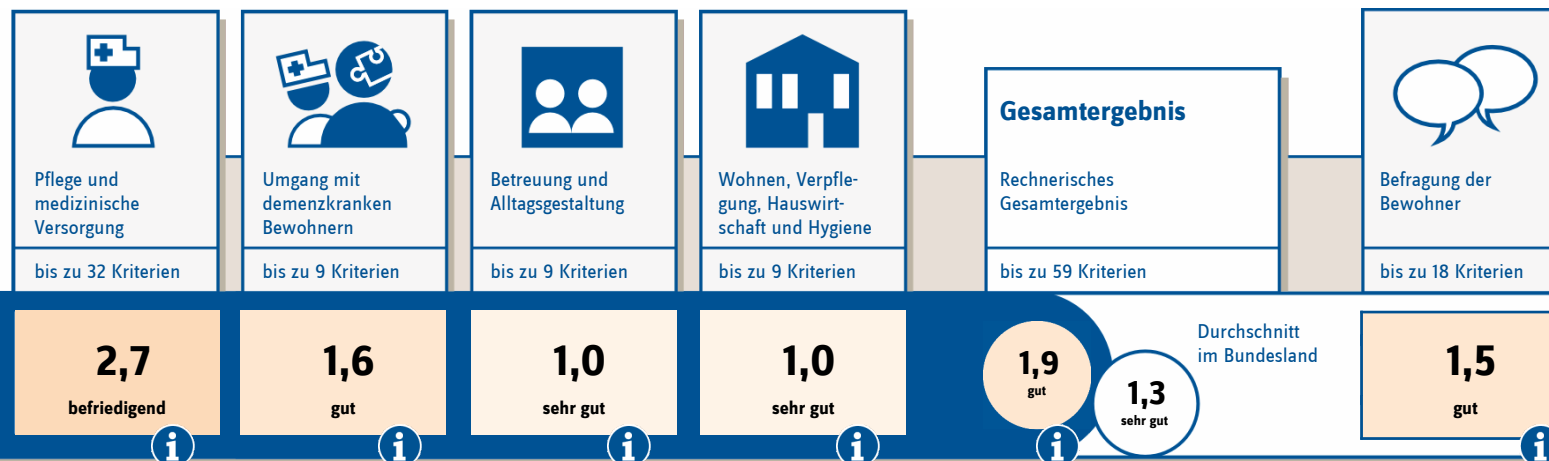 Pflege und
medizinische
Versorgung
bis zu 32 Kriterien
2,7
befriedigend
i
Umgang mit
demenzkranken
Bewohnern
bis zu 9 Kriterien
1,6
gut
i
Betreuung und
Alltagsgestaltung
bis zu 9 Kriterien
1,0
sehr gut
i
Wohnen, Verpfle-
gung, Hauswirt-
schaft und Hygiene
bis zu 9 Kriterien
1,0
sehr gut
i
Gesamtergebnis
Rechnerisches
Gesamtergebnis
bis zu 59 Kriterien
1,9
gut
i
Durchschnitt
im Bundesland
1,3
sehr gut
Befragung der
Bewohner
bis zu 18 Kriterien
1,5
gut
i